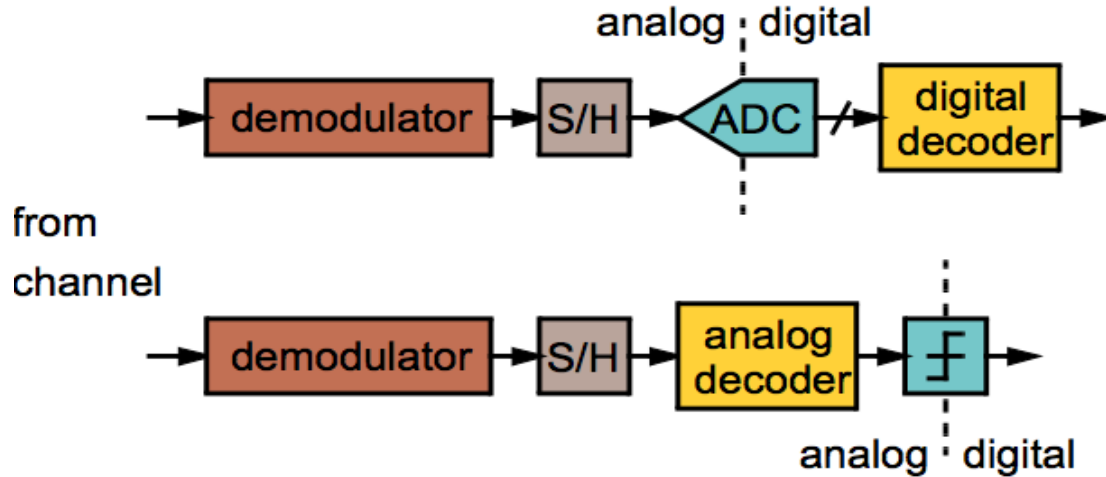 analog digital
demodulator
S/H
ADC
digital
decoder
from
channel
demodulator
S/H
analog
decoder
analog digital